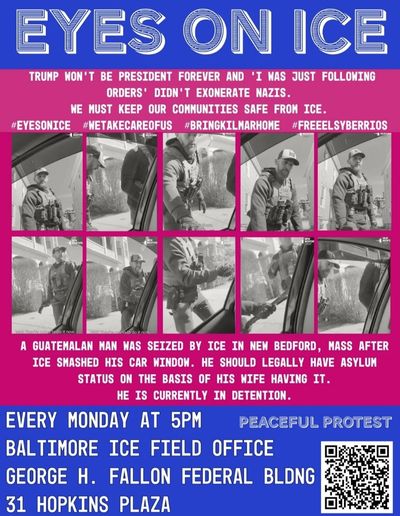 EYES ON ICE
TRUMP WON'T BE PRESIDENT FOREVER AND 'I WAS JUST FOLLOWING
ORDERS' DIDN'T EXONERATE NAZIS.
WE MUST KEEP OUR COMMUNITIES SAFE FROM ICE.
#EYESONICE #WETAKECAREOFUS #BRINGKILMARHOME #FREEELSYBERRIOS
A GUATEMALAN MAN WAS SEIZED BY ICE IN NEW BEDFORD, MASS AFTER
ICE SMASHED HIS CAR WINDOW. HE SHOULD LEGALLY HAVE ASYLUM
STATUS ON THE BASIS OF HIS WIFE HAVING IT.
HE IS CURRENTLY IN DETENTION.
EVERY MONDAY AT 5PM
PEACEFUL PROTEST
BALTIMORE ICE FIELD OFFICE
GEORGE H. FALLON FEDERAL BLDNG
31 HOPKINS PLAZA